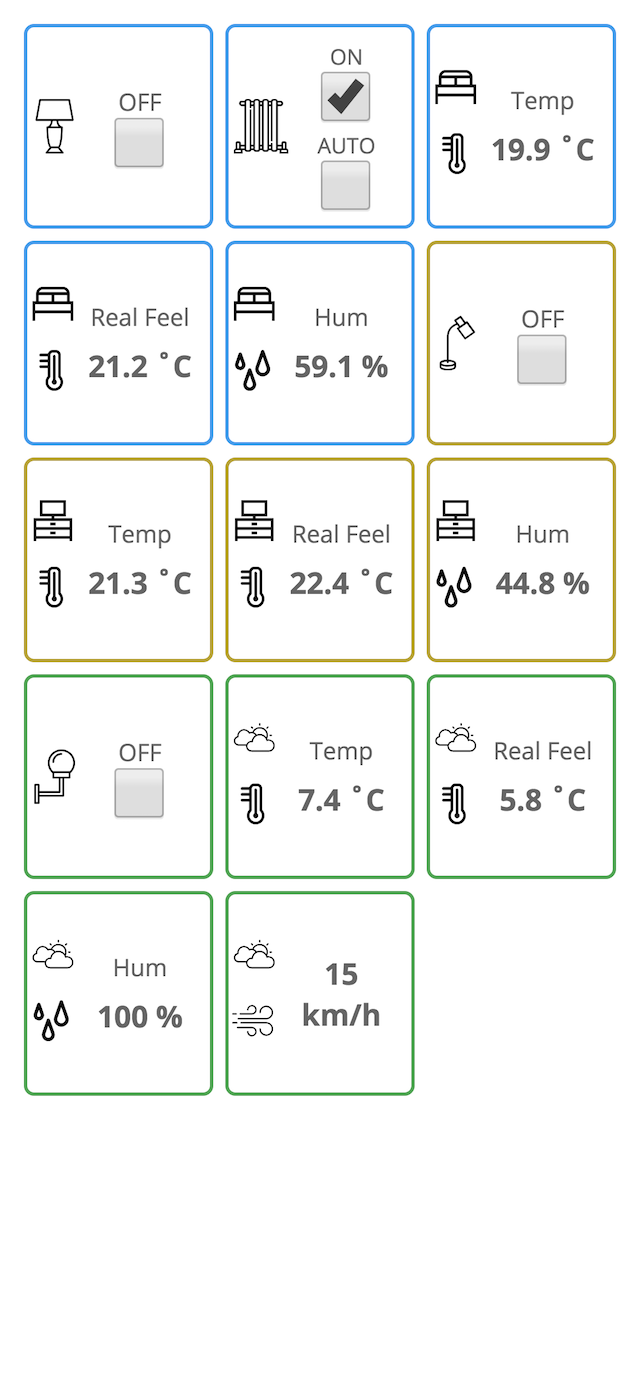 OFF
ON
AUTO
Temp
19.9 °C
Real Feel
21.2 °C
Hum
59.1 %
OFF
Temp
21.3 °C
Real Feel
22.4 °C
Hum
44.8 %
OFF
Temp
7.4 °C
Real Feel
5.8 °C
Hum
100 %
15
km/h